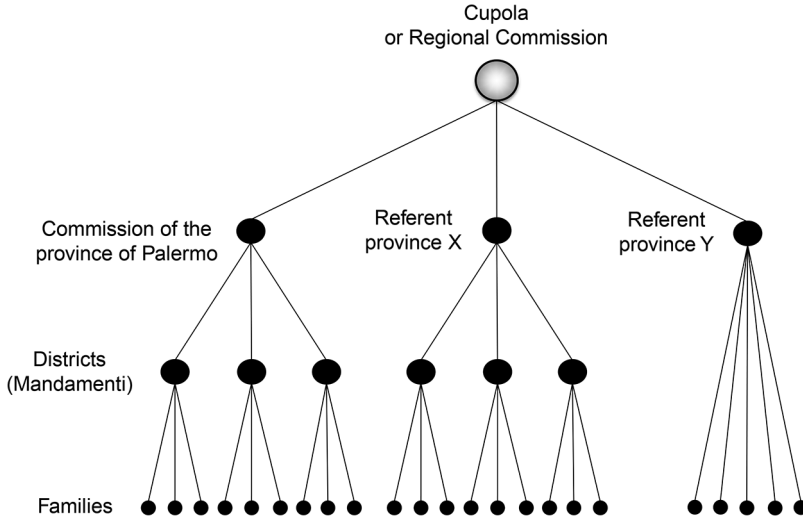 Cupola
or Regional Commission
Commission of the
province of Palermo
Referent
province X
Referent
province Y
Districts
(Mandamenti)
Families